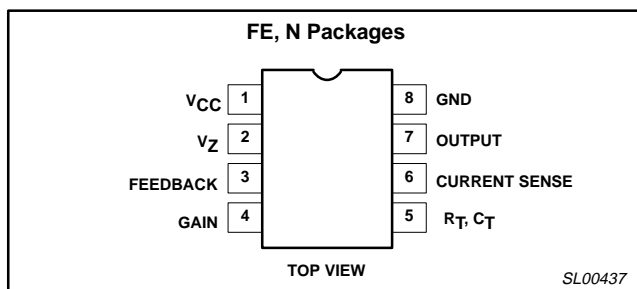 FE, N Packages
VCC 1
8 GND
VZ 2
7 OUTPUT
FEEDBACK 3
6 CURRENT SENSE
GAIN 4
5 RT, CT
TOP VIEW
SL00437